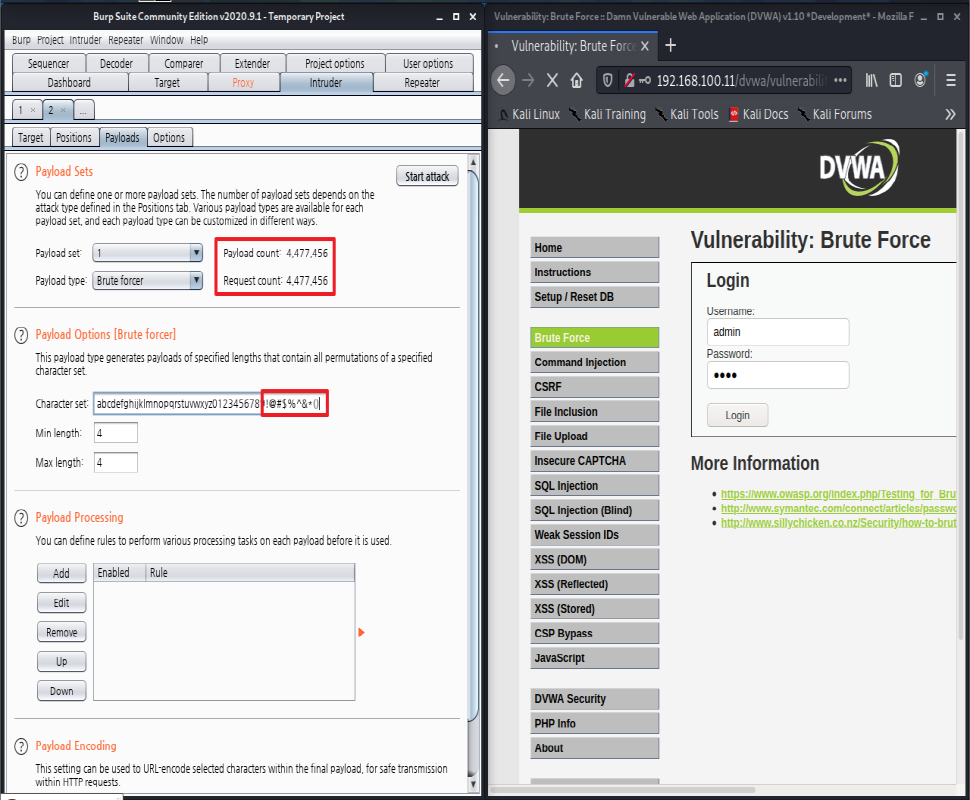 Burp Suite Community Edition v2020.9.1 - Temporary Project
Burp Project Intruder Repeater Window Help
Sequencer Decoder Comparer Extender Project options User options
Dashboard Target Proxy Intruder Repeater
1 × 2 × ...
Target Positions Payloads Options
? Payload Sets
Start attack
You can define one or more payload sets. The number of payload sets depends on the
attack type defined in the Positions tab. Various payload types are available for each
payload set, and each payload type can be customized in different ways.
Payload set: 1 Payload count: 4,477,456
Payload type: Brute forcer Request count: 4,477,456
? Payload Options [Brute forcer]
This payload type generates payloads of specified lengths that contain all permutations of a specified
character set.
Character set: abcdefghijklmnopqrstuvwxyz0123456789!@#$%^&*()
Min length: 4
Max length: 4
? Payload Processing
You can define rules to perform various processing tasks on each payload before it is used.
Add Enabled Rule
Edit
Remove
Up
Down
? Payload Encoding
This setting can be used to URL-encode selected characters within the final payload, for safe transmission
within HTTP requests.
Vulnerability: Brute Force :: Damn Vulnerable Web Application (DVWA) v1.10 *Development* - Mozilla F
Vulnerability: Brute Force
192.168.100.11/dvwa/vulnerabili
Kali Linux Kali Training Kali Tools Kali Docs Kali Forums
DVWA
Home
Instructions
Setup / Reset DB
Brute Force
Command Injection
CSRF
File Inclusion
File Upload
Insecure CAPTCHA
SQL Injection
SQL Injection (Blind)
Weak Session IDs
XSS (DOM)
XSS (Reflected)
XSS (Stored)
CSP Bypass
JavaScript
DVWA Security
PHP Info
About
Vulnerability: Brute Force
Login
Username:
admin
Password:
••••
Login
More Information
• https://www.owasp.org/index.php/Testing_for_Bru
• http://www.symantec.com/connect/articles/passwo
• http://www.sillychicken.co.nz/Security/how-to-brut